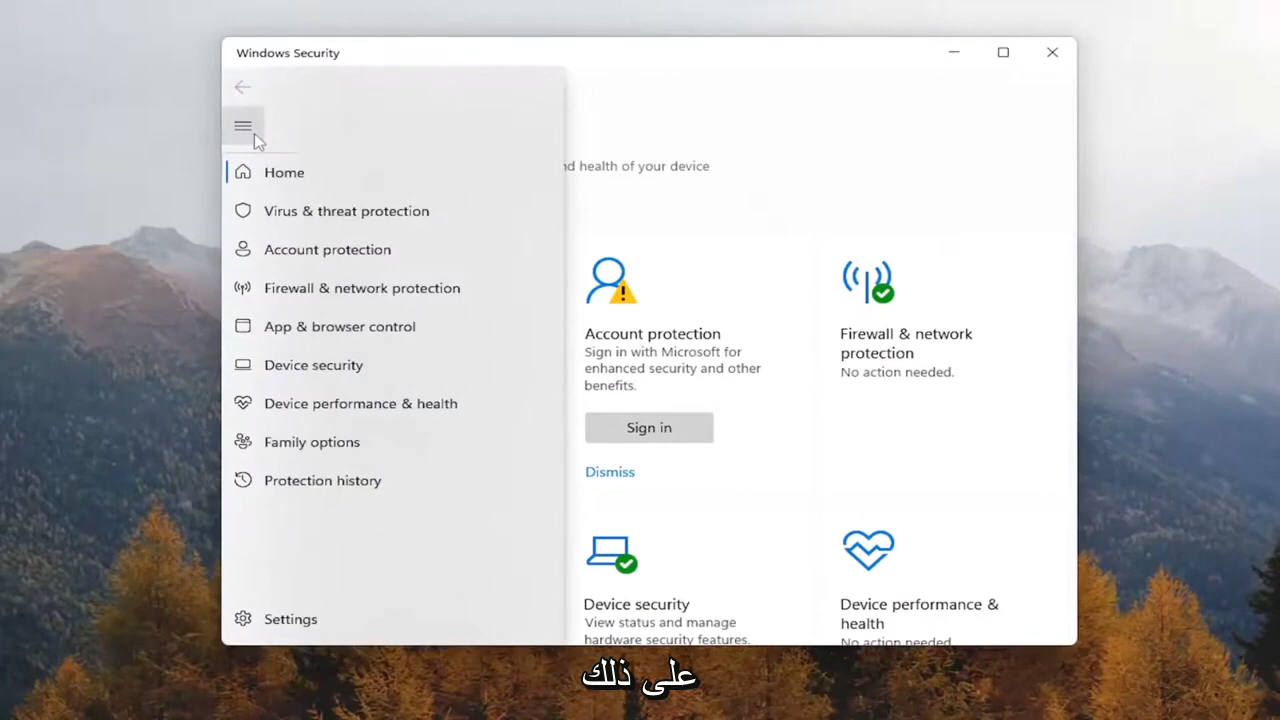 Windows Security
Home
Virus & threat protection
Account protection
Firewall & network protection
App & browser control
Device security
Device performance & health
Family options
Protection history
Settings
nd health of your device
Account protection
Sign in with Microsoft for
enhanced security and other
benefits.
Sign in
Dismiss
Firewall & network
protection
No action needed.
Device security
View status and manage
hardware security features.
Device performance &
health
No action needed.
على ذلك